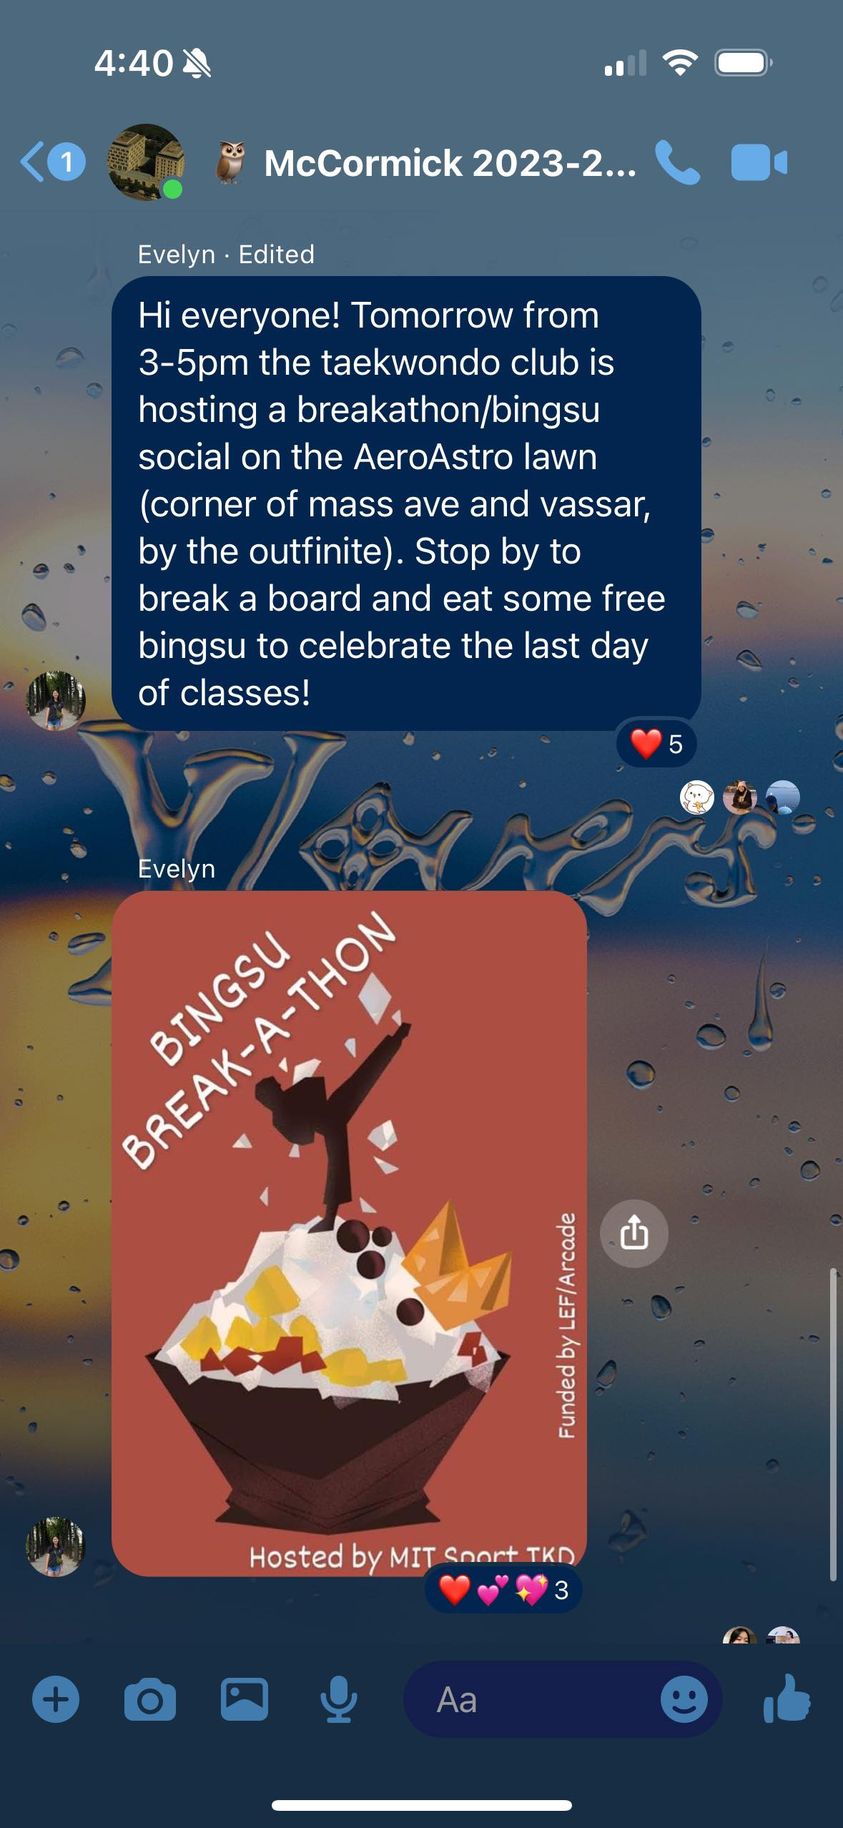 4:40
1
McCormick 2023-2...
Evelyn · Edited
Hi everyone! Tomorrow from
3-5pm the taekwondo club is
hosting a breakathon/bingsu
social on the AeroAstro lawn
(corner of mass ave and vassar,
by the outfinite). Stop by to
break a board and eat some free
bingsu to celebrate the last day
of classes!
5
Evelyn
BINGSU
BREAK-A-THON
Funded by LEF/Arcade
Hosted by MIT Sport TKD
3
Aa